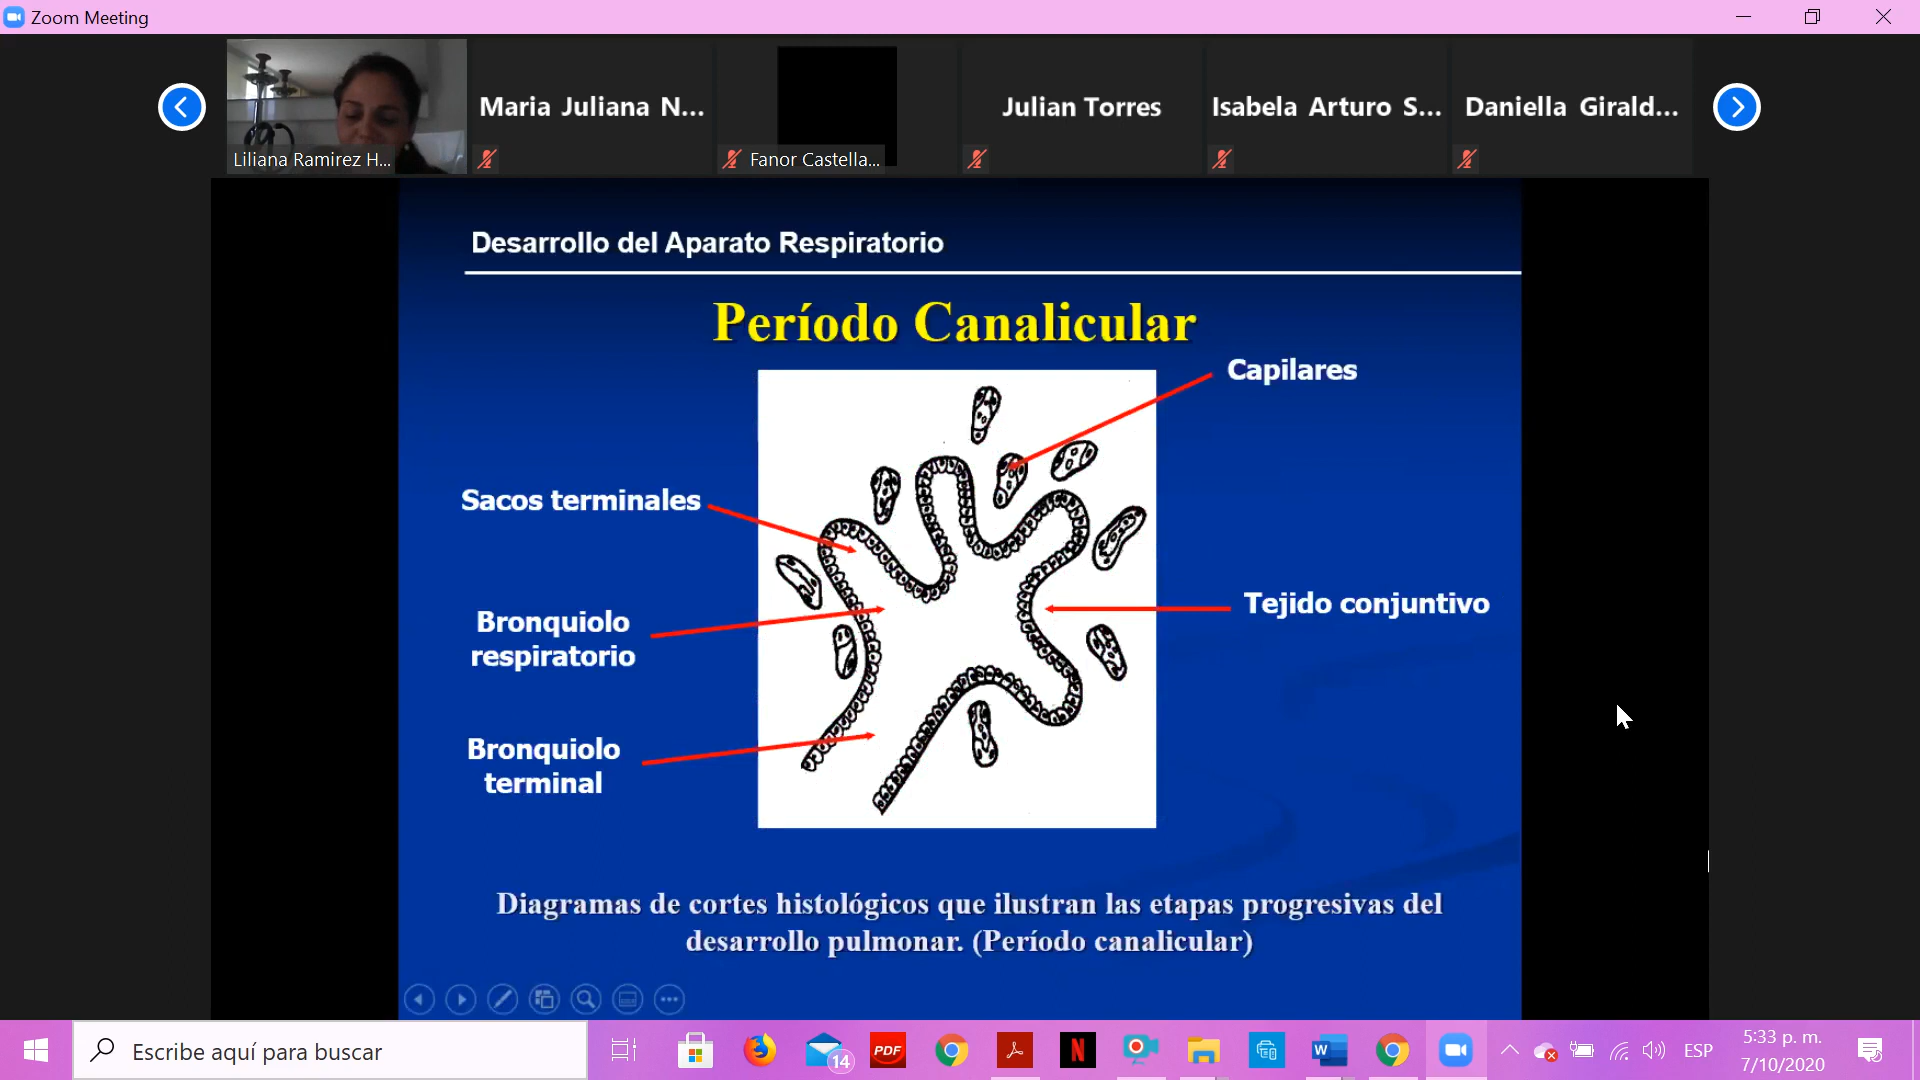 Zoom Meeting
Liliana Ramirez H...
Maria Juliana N...
Fanor Castella...
Julian Torres
Isabela Arturo S...
Daniella Girald...
Desarrollo del Aparato Respiratorio
Período Canalicular
Capilares
Sacos terminales
Bronquiolo
respiratorio
Tejido conjuntivo
Bronquiolo
terminal
Diagramas de cortes histológicos que ilustran las etapas progresivas del
desarrollo pulmonar. (Período canalicular)
Escribe aquí para buscar
14
PDF
N
W
ESP
5:33 p. m.
7/10/2020